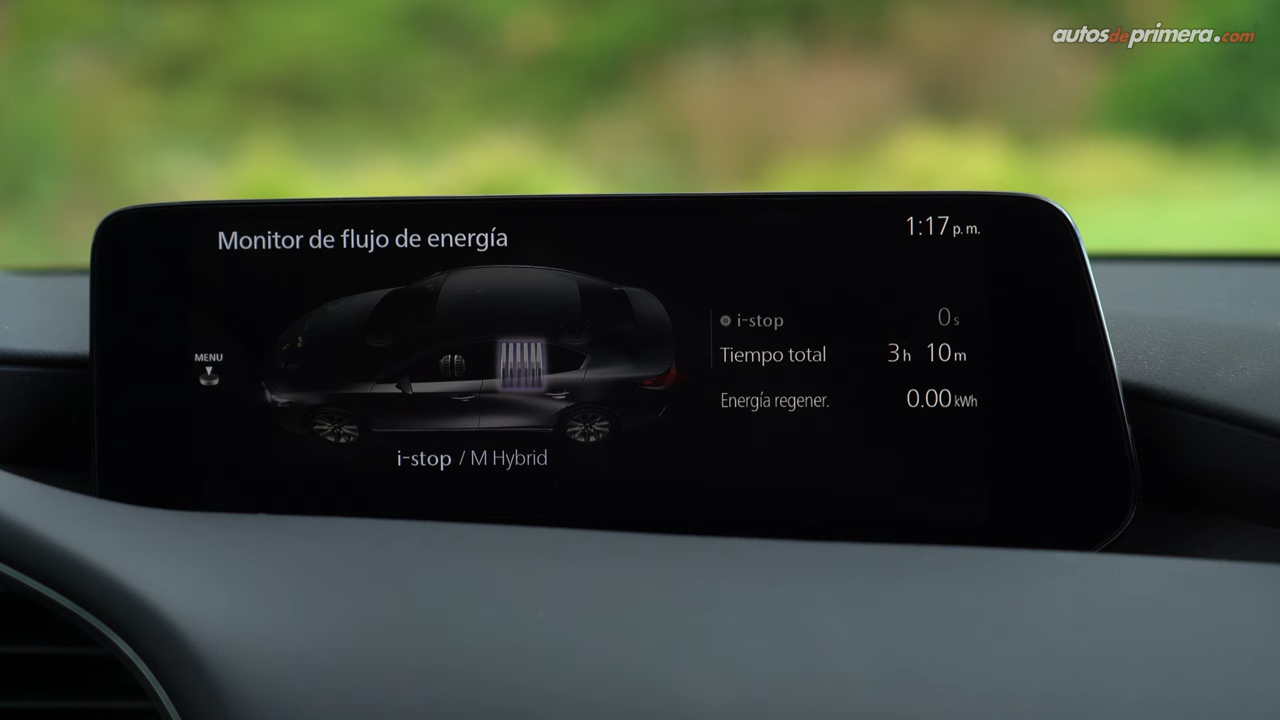 autosdeprimera.com
Monitor de flujo de energía
1:17 p. m.
i-stop 0 s
MENU
Tiempo total 3 h 10 m
Energía regener. 0.00 kWh
i-stop / M Hybrid